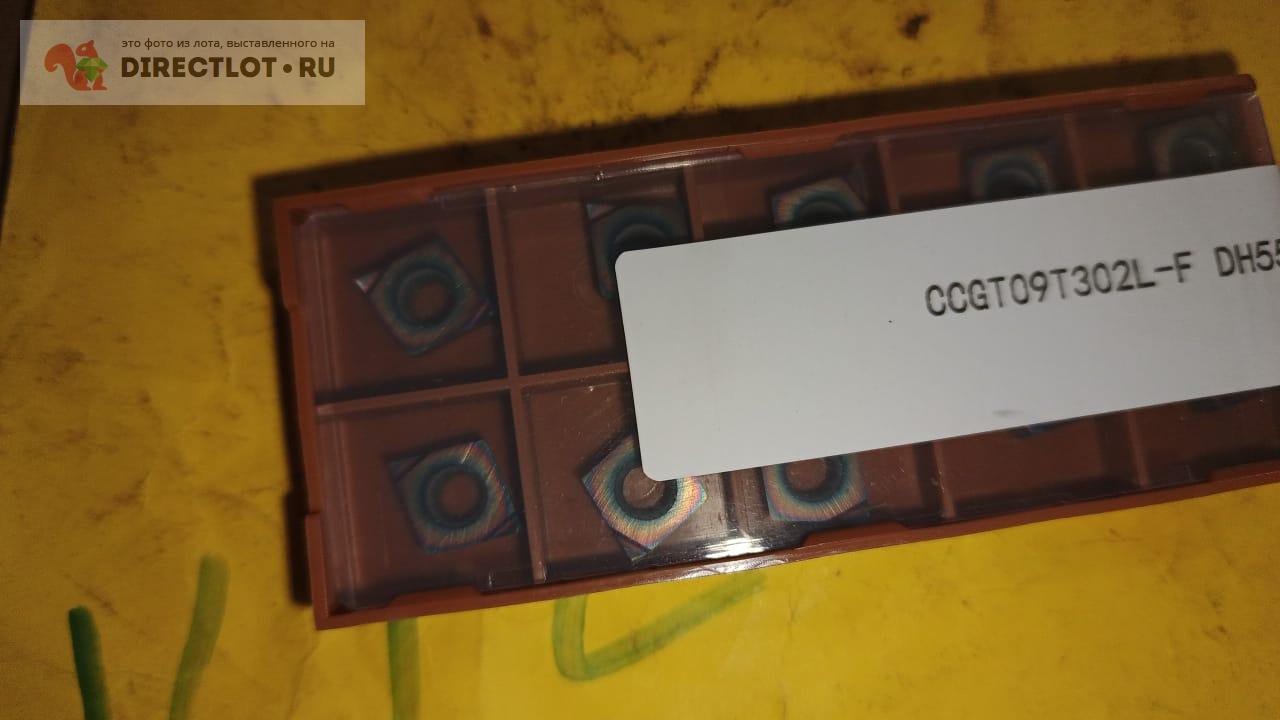 это фото из лота, выставленного на
DIRECTLOT•RU
CCGT09T302L-F DH55